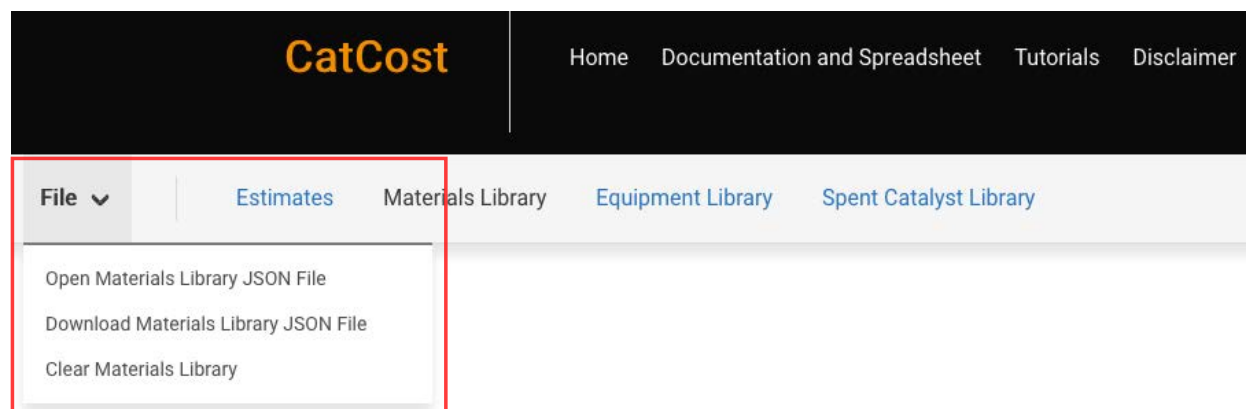 CatCost
Home Documentation and Spreadsheet Tutorials Disclaimer
File Estimates Materials Library Equipment Library Spent Catalyst Library
Open Materials Library JSON File
Download Materials Library JSON File
Clear Materials Library